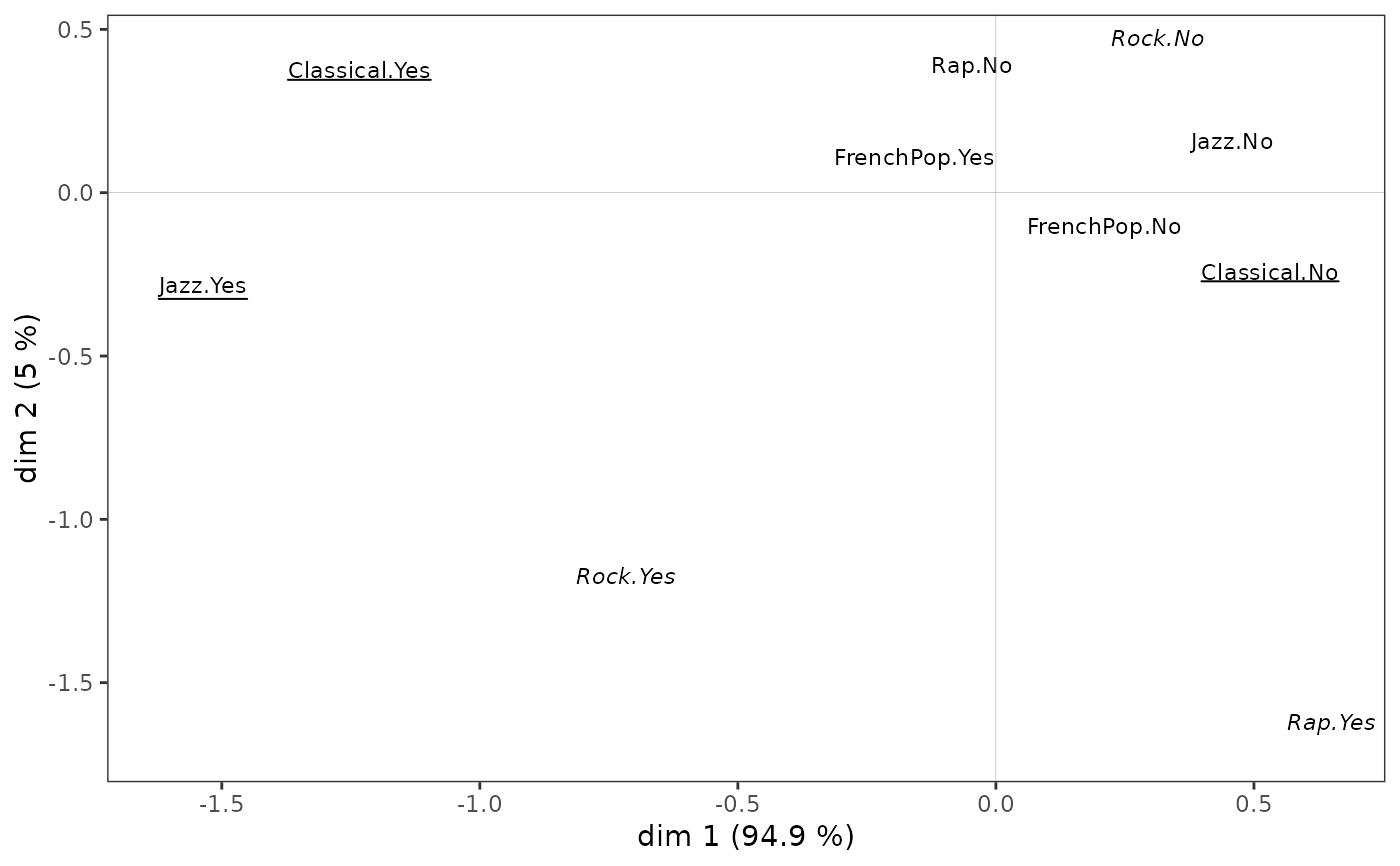 0.5
Rock.No
Rap.No
Classical.Yes
Jazz.No
FrenchPop.Yes
0.0
FrenchPop.No
Classical.No
Jazz.Yes
-0.5
dim 2 (5 %)
-1.0
Rock.Yes
-1.5
Rap.Yes
-1.5 -1.0 -0.5 0.0 0.5
dim 1 (94.9 %)